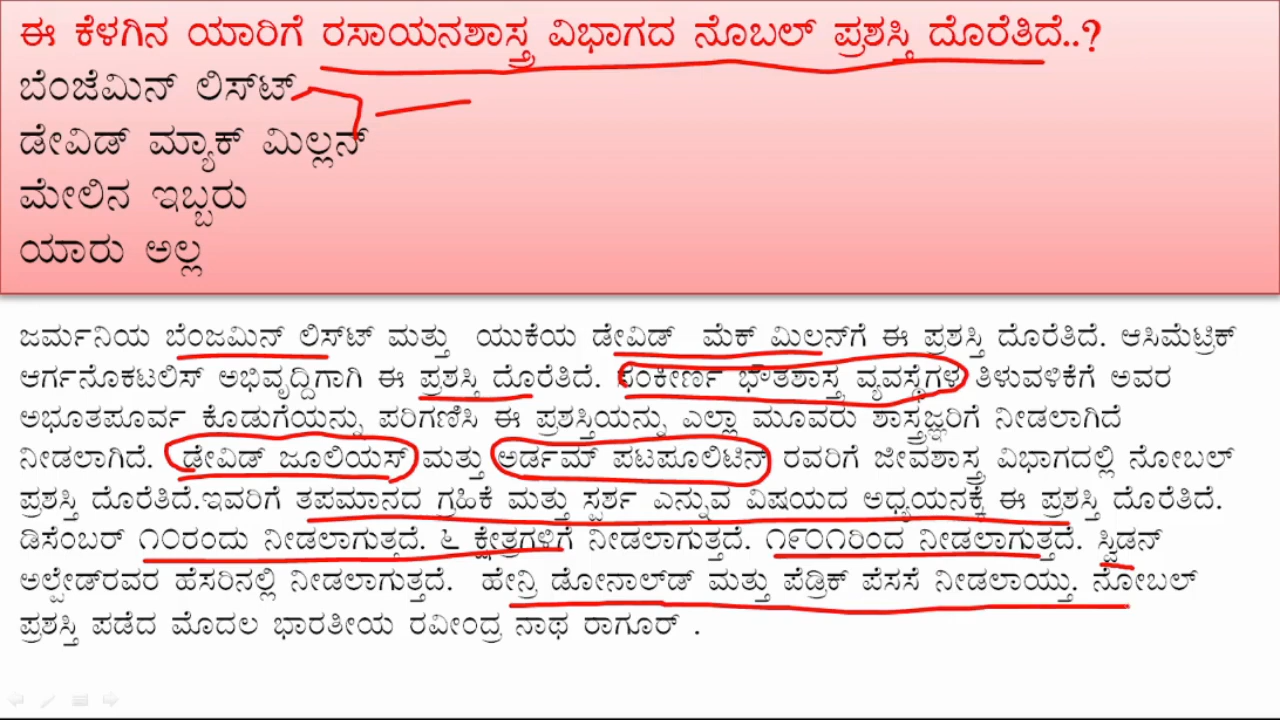 ಈ ಕೆಳಗಿನ ಯಾರಿಗೆ ರಸಾಯನಶಾಸ್ತ್ರ ವಿಭಾಗದ ನೊಬಲ್ ಪ್ರಶಸ್ತಿ ದೊರೆತಿದೆ..?
ಬೆಂಜೆಮಿನ್ ಲಿಸ್‌ಟ್
ಡೇವಿಡ್ ಮ್ಯಾಕ್ ಮಿಲ್ಲನ್
ಮೇಲಿನ ಇಬ್ಬರು
ಯಾರು ಅಲ್ಲ
ಜರ್ಮನಿಯ ಬೆಂಜಮಿನ್ ಲಿಸ್‌ಟ್ ಮತ್ತು ಯುಕೆಯ ಡೇವಿಡ್ ಮೆಕ್ ಮಿಲನ್‌ಗೆ ಈ ಪ್ರಶಸ್ತಿ ದೊರೆತಿದೆ. ಆಸಿಮೆಟ್ರಿಕ್
ಆರ್ಗನೊಕಟಲಿಸ್ ಅಭಿವೃದ್ದಿಗಾಗಿ ಈ ಪ್ರಶಸ್ತಿ ದೊರೆತಿದೆ. ಸಂಕೀರ್ಣ ಭೌತಶಾಸ್ತ್ರ ವ್ಯವಸ್ಥೆಗಳ ತಿಳುವಳಿಕೆಗೆ ಅವರ
ಅಭೂತಪೂರ್ವ ಕೊಡುಗೆಯನ್ನು ಪರಿಗಣಿಸಿ ಈ ಪ್ರಶಸ್ತಿಯನ್ನು ಎಲ್ಲಾ ಮೂವರು ಶಾಸ್ತ್ರಜ್ಞರಿಗೆ ನೀಡಲಾಗಿದೆ
ನೀಡಲಾಗಿದೆ. ಡೇವಿಡ್ ಜೂಲಿಯಸ್ ಮತ್ತು ಅರ್ಡಮ್ ಪಟಪೂಲಿಟಿನ್ ರವರಿಗೆ ಜೀವಶಾಸ್ತ್ರ ವಿಭಾಗದಲ್ಲಿ ನೋಬಲ್
ಪ್ರಶಸ್ತಿ ದೊರೆತಿದೆ.ಇವರಿಗೆ ತಪಮಾನದ ಗ್ರಹಿಕೆ ಮತ್ತು ಸ್ಪರ್ಶ ಎನ್ನುವ ವಿಷಯದ ಅಧ್ಯಯನಕ್ಕೆ ಈ ಪ್ರಶಸ್ತಿ ದೊರೆತಿದೆ.
ಡಿಸೆಂಬರ್ ೧೦ರಂದು ನೀಡಲಾಗುತ್ತದೆ. ೬ ಕ್ಷೇತ್ರಗಳಿಗೆ ನೀಡಲಾಗುತ್ತದೆ. ೧೯೦೧ರಿಂದ ನೀಡಲಾಗುತ್ತದೆ. ಸ್ವಿಡನ್
ಅಲ್ಪೇಡ್‌ರವರ ಹೆಸರಿನಲ್ಲಿ ನೀಡಲಾಗುತ್ತದೆ. ಹೇನ್ರಿ ಡೋನಾಲ್‌ಡ್ ಮತ್ತು ಪೆಡ್ರಿಕ್ ಪೆಸಸೆ ನೀಡಲಾಯ್ತು. ನೋಬಲ್
ಪ್ರಶಸ್ತಿ ಪಡೆದ ಮೊದಲ ಭಾರತೀಯ ರವೀಂದ್ರ ನಾಥ ರಾಗೂರ್ .